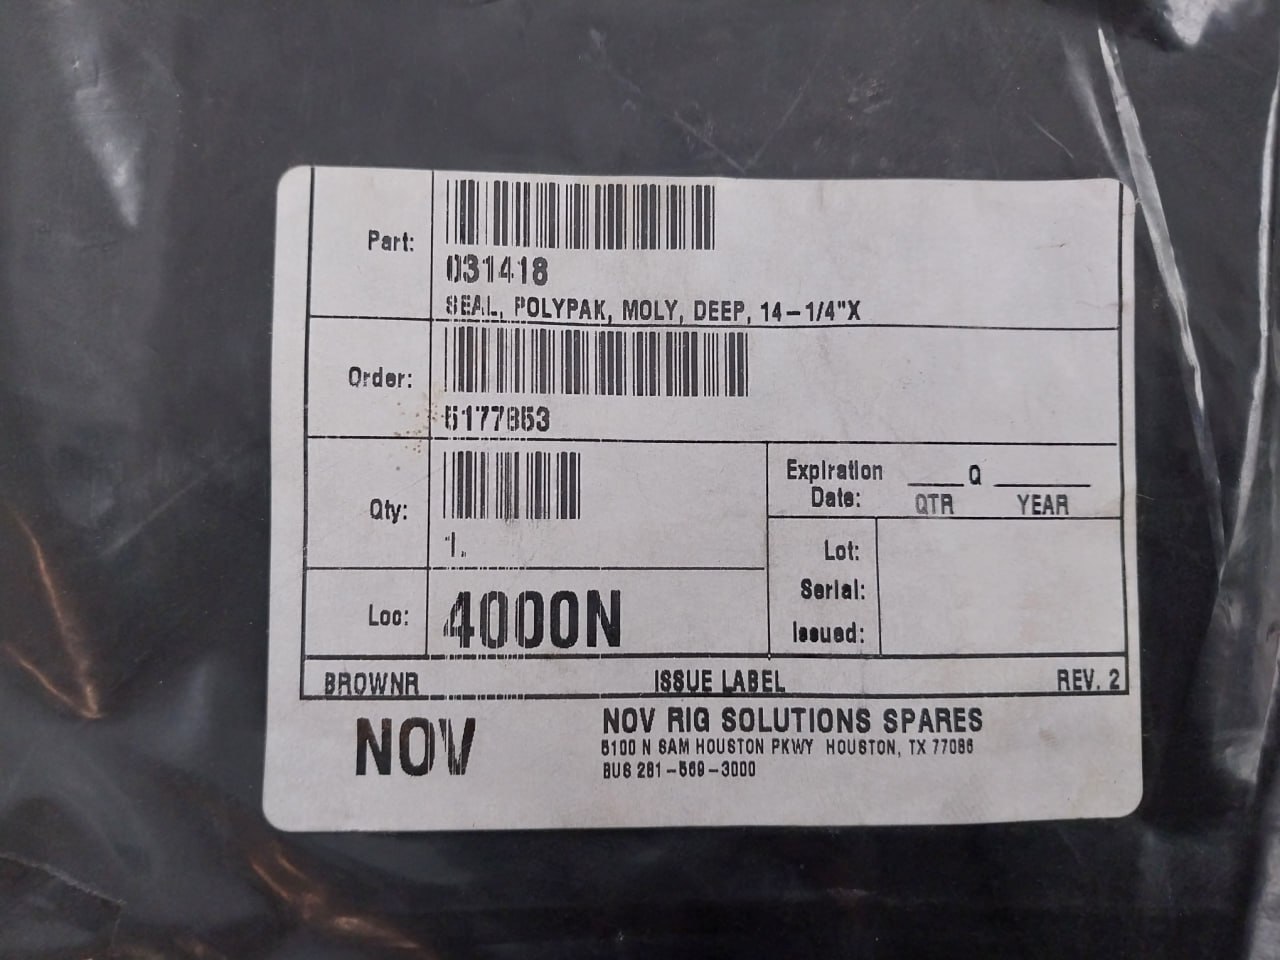 Part:
031418
SEAL, POLYPAK, MOLY, DEEP, 14-1/4"X
Order:
5177853
Qty:
1.
Expiration Date: ____Q ______
QTR YEAR
Loc: 4000N
Lot:
Serial:
Issued:
BROWNR ISSUE LABEL REV. 2
NOV
NOV RIG SOLUTIONS SPARES
5100 N SAM HOUSTON PKWY HOUSTON, TX 77086
BUS 281-569-3000